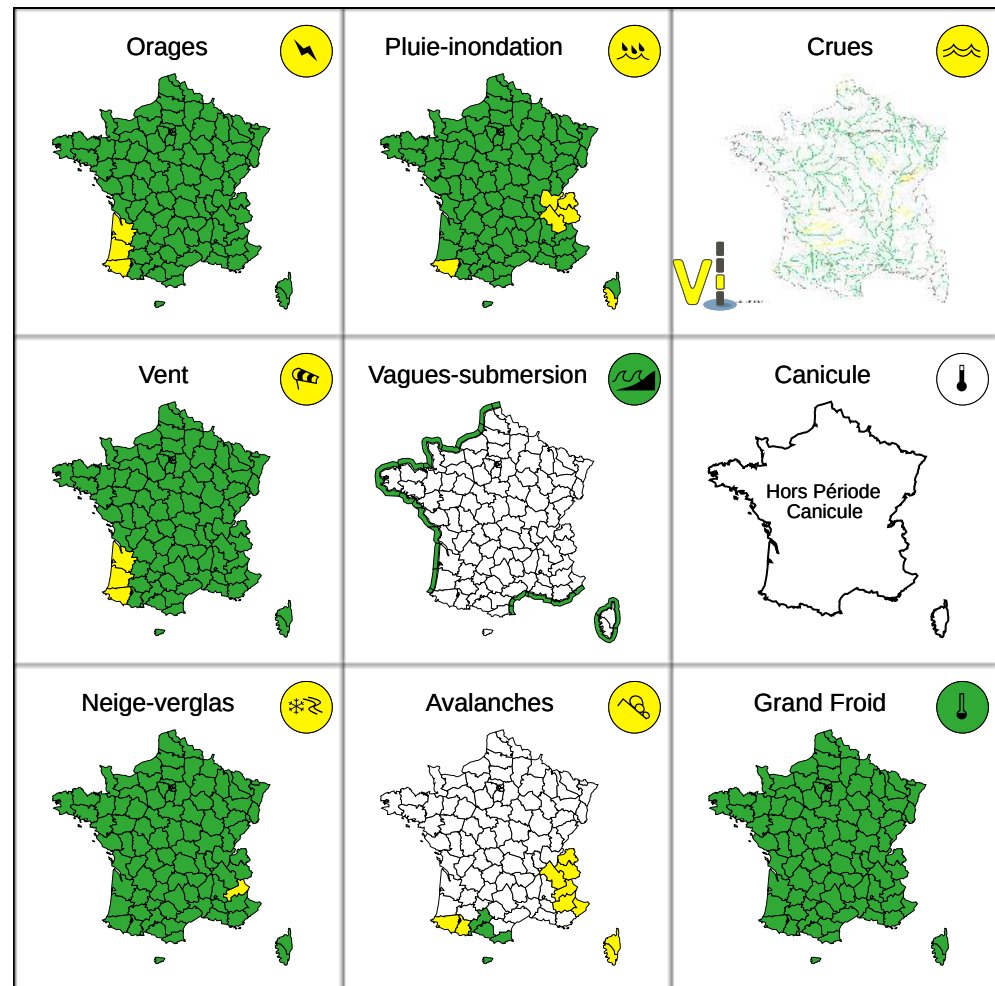 Orages
Pluie-inondation
Crues
Vent
Vagues-submersion
Canicule
Hors Période
Canicule
Neige-verglas
Avalanches
Grand Froid